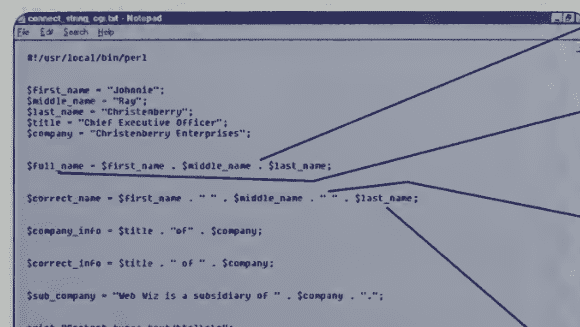 connect_string_cgi.txt - Notepad
File Edit Search Help
#!/usr/local/bin/perl
$first_name = "Johnnie";
$middle_name = "Ray";
$last_name = "Christenberry";
$title = "Chief Executive Officer";
$company = "Christenberry Enterprises";
$full_name = $first_name . $middle_name . $last_name;
$correct_name = $first_name . " " . $middle_name . " " . $last_name;
$company_info = $title . "of" . $company;
$correct_info = $title . " of " . $company;
$sub_company = "Web Wiz is a subsidiary of " . $company . ".";